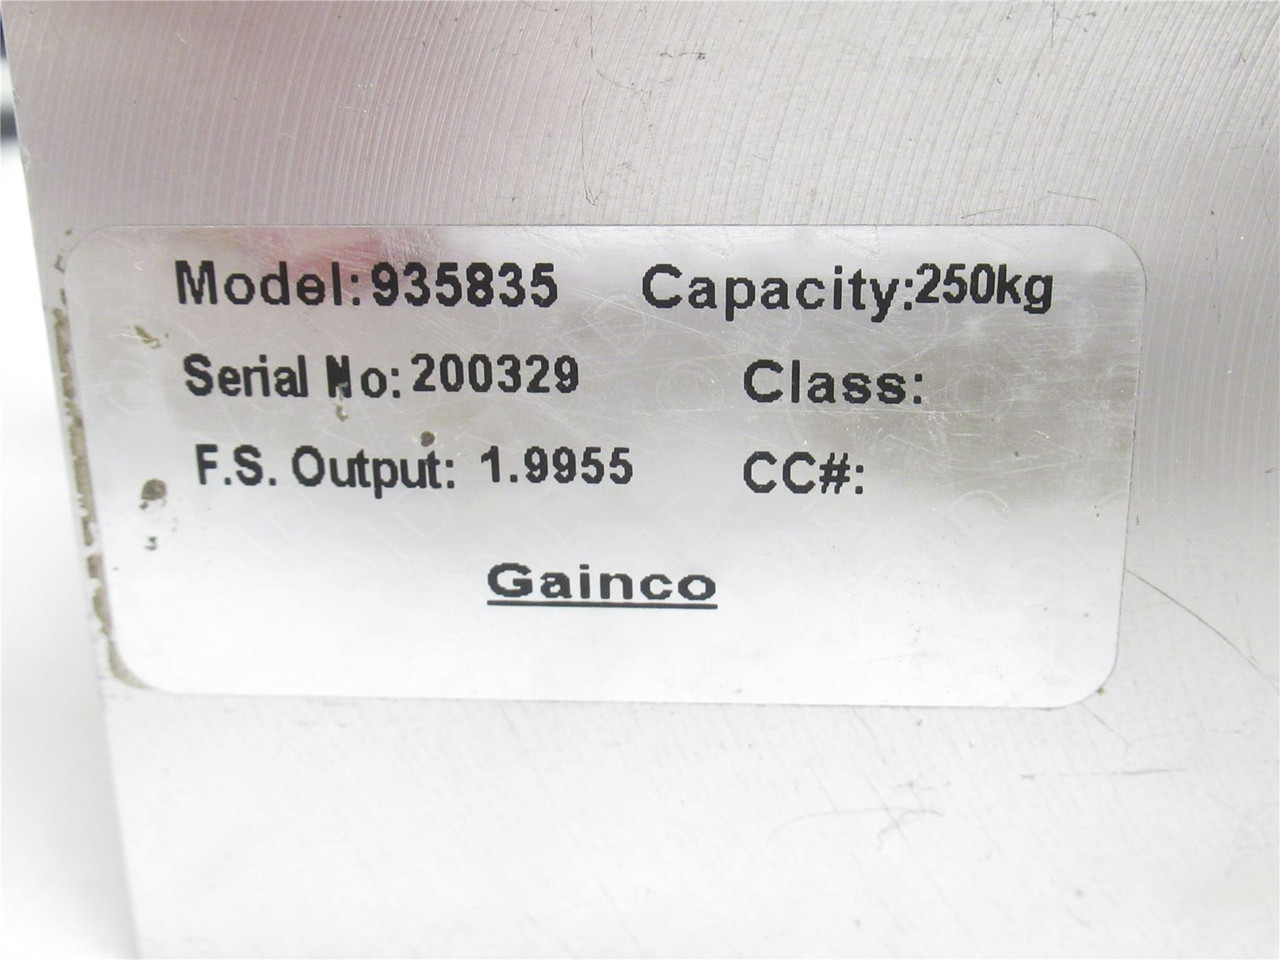 Model:935835 Capacity:250kg
Serial No:200329 Class:
F.S. Output: 1.9955 CC#:
Gainco